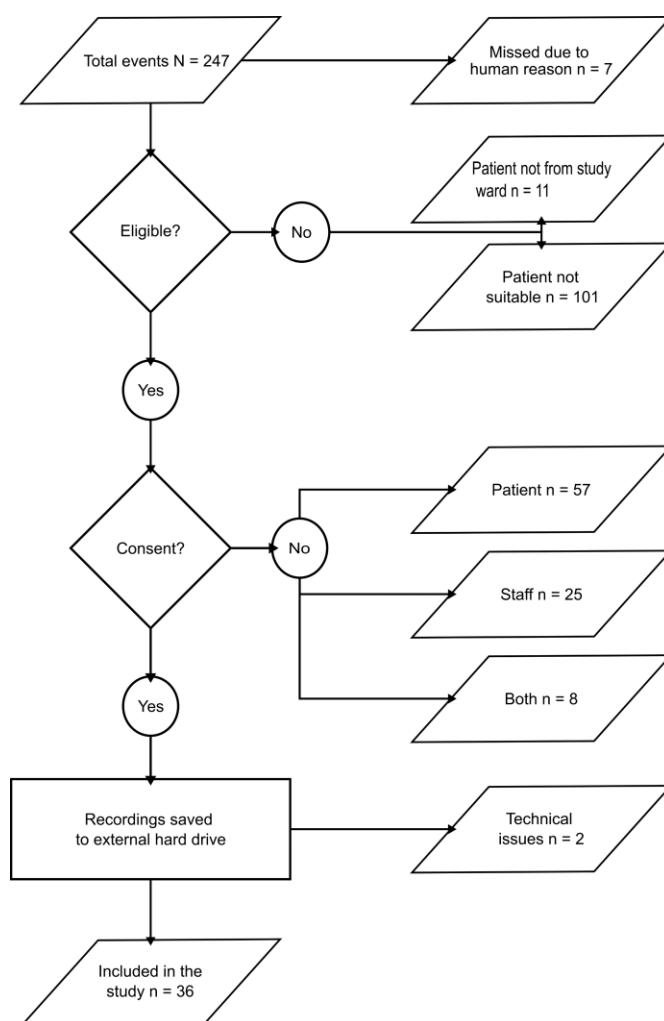 Total events N = 247
Missed due to
human reason n = 7
Patient not from study
ward n = 11
Eligible?
No
Patient not
suitable n = 101
Yes
Patient n = 57
Consent?
No
Staff n = 25
Both n = 8
Yes
Recordings saved
to external hard drive
Technical
issues n = 2
Included in the
study n = 36